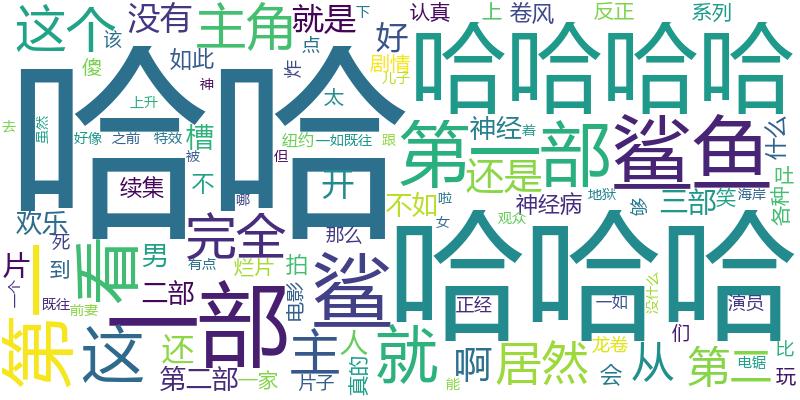 这个
没有
主角
就是
好
认真
上
卷风
反正
系列
该
傻
如此
点
下
剧情
儿子
哈哈
哈哈哈哈
神
上升
太
去
虽然
好像
之前
特效
槽
纽约
一如既往
跟
被
但
第一部
神经
着
鲨鱼
什么
续集
不
开
还是
哪
不如
啦
女
神经病
地狱
够
三部
笑
海岸
各种
吐
欢乐
完全
那么
观众
哈哈哈
死
到
男
有点
烂片
拍
片
一个
第一
看
二部
一部
电影
鲨
既往
前妻
正经
一如
没什么
演员
这
还
第二部
一家
主
片子
人
真的
就
能
啊
居然
会
从
龙卷
们
第二
电锯
比
玩